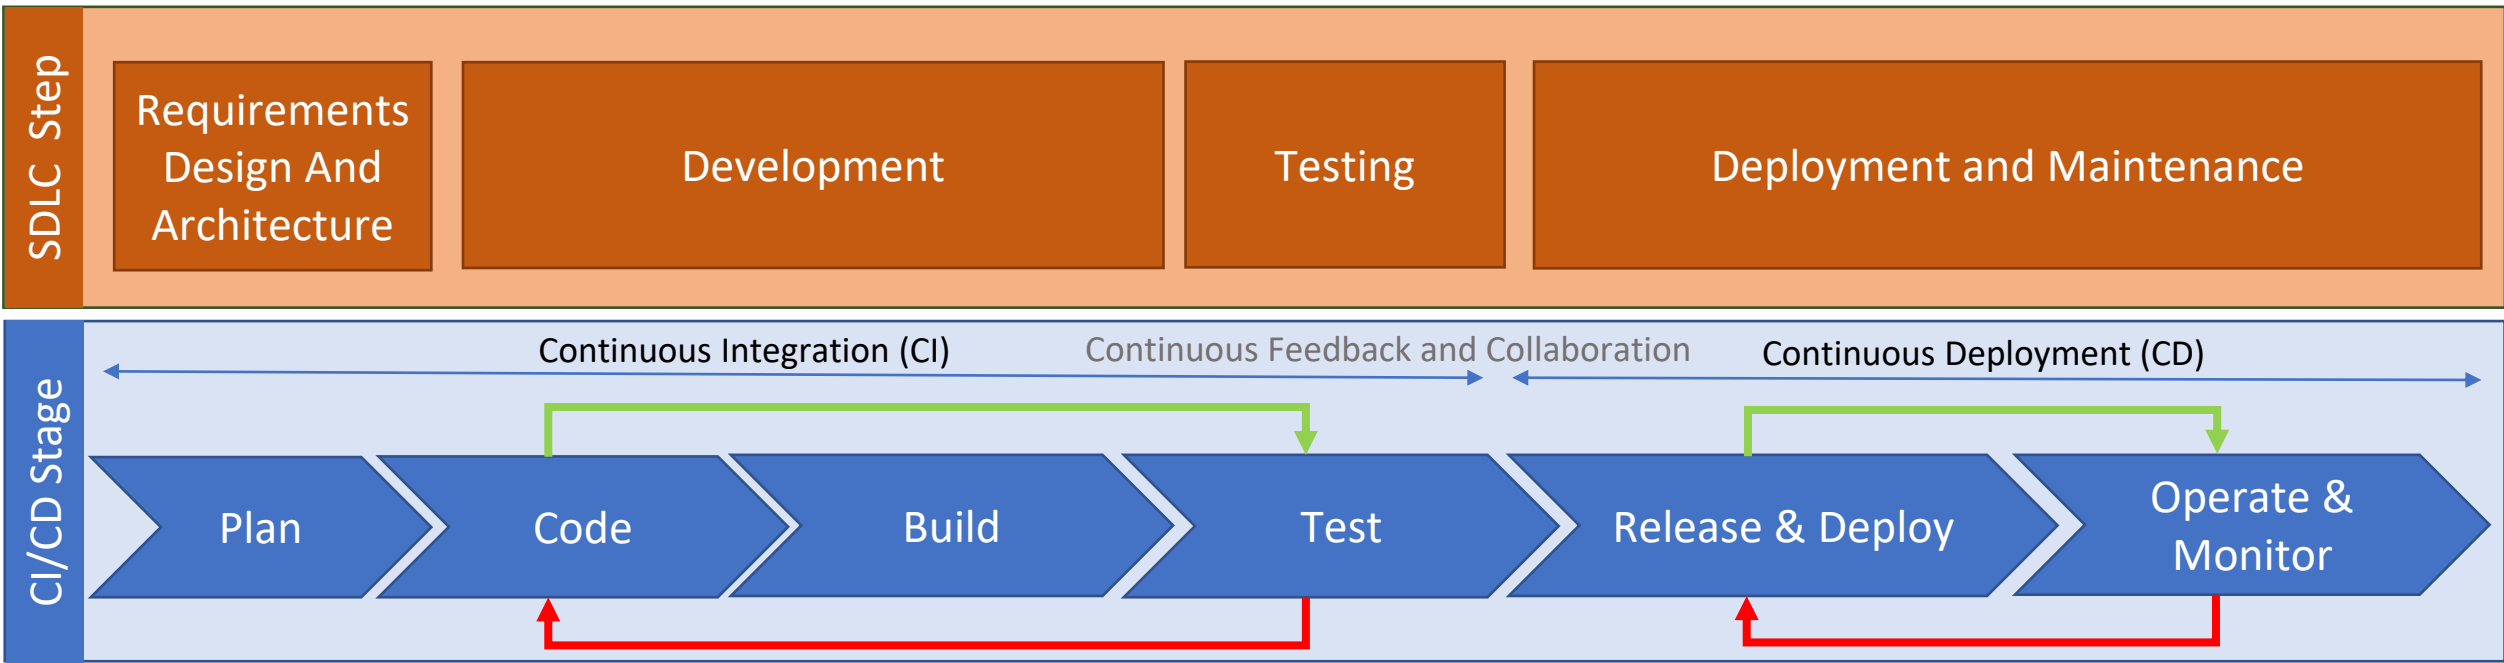 SDLC Step
Requirements
Design And
Architecture
Development
Testing
Deployment and Maintenance
CI/CD Stage
Continuous Integration (CI)
Continuous Feedback and Collaboration
Continuous Deployment (CD)
Plan
Code
Build
Test
Release & Deploy
Operate &
Monitor